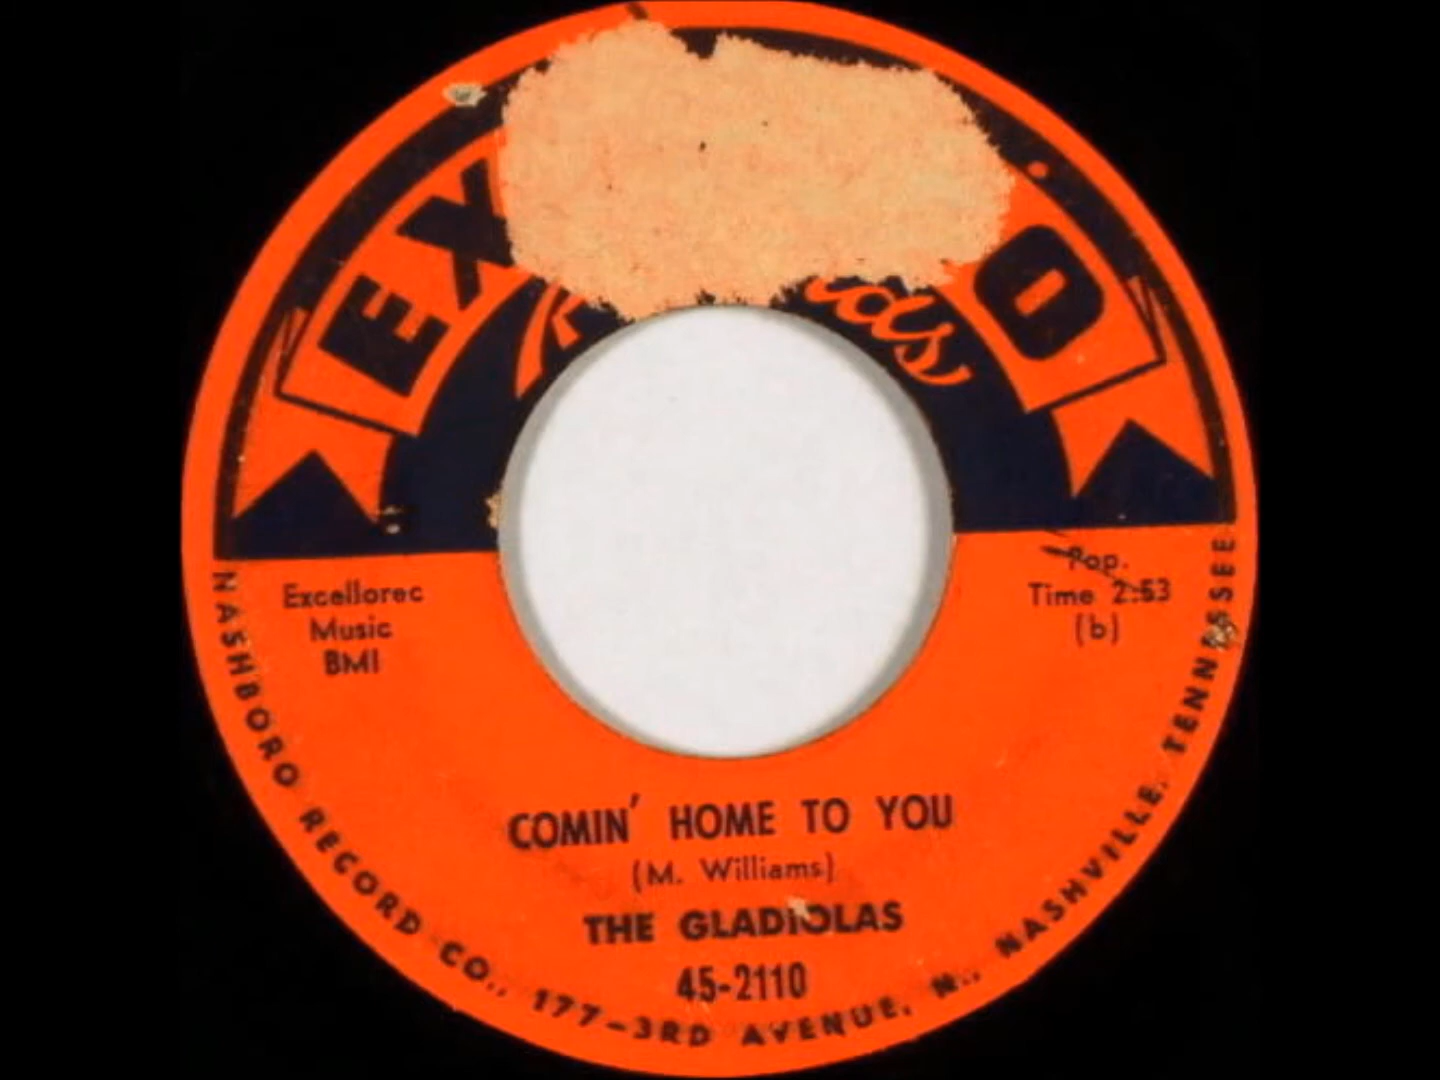 EX O
ds
Excellorec
Music
BMI
Pop.
Time 2:53
(b)
COMIN' HOME TO YOU
(M. Williams)
THE GLADIOLAS
45-2110
NASHBORO RECORD CO., 177-3RD AVENUE, N., NASHVILLE, TENNESSEE